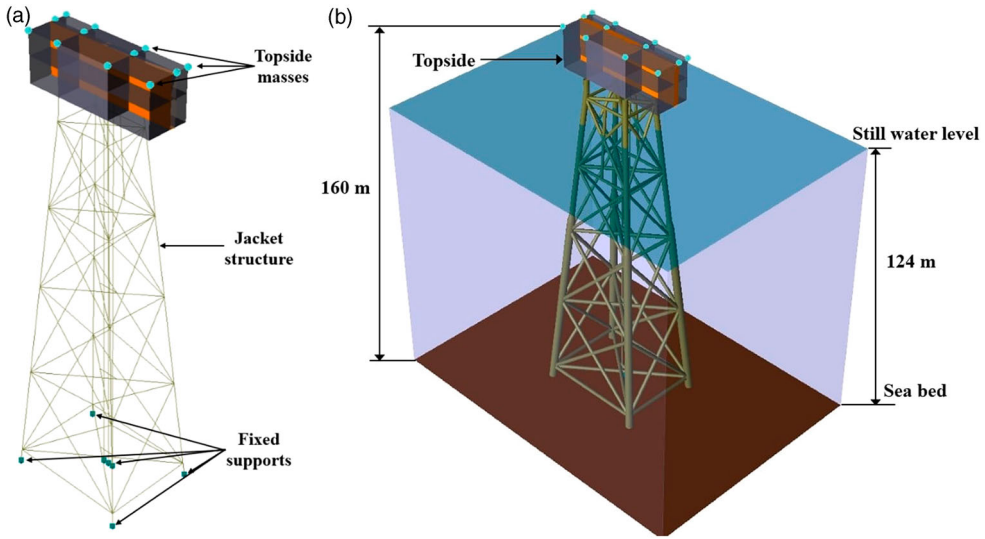 (a)
Topside
masses
Jacket
structure
Fixed
supports
(b)
Topside
Still water level
160 m
124 m
Sea bed